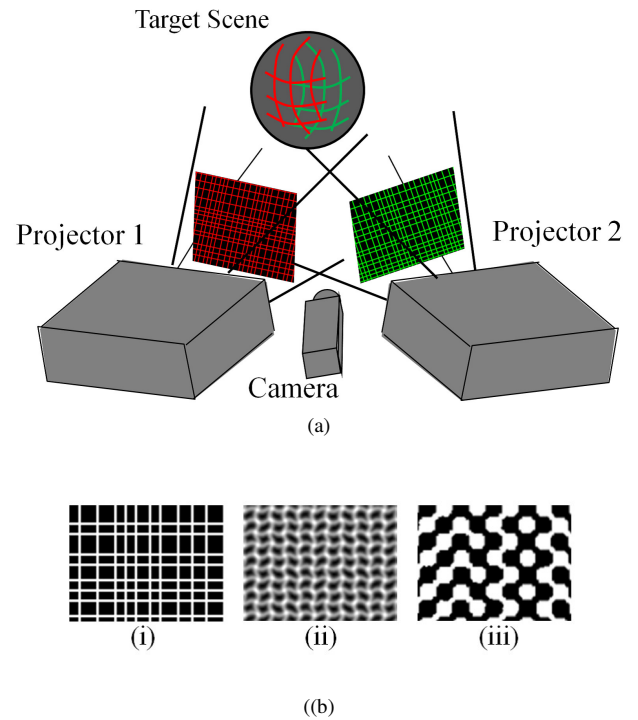 Target Scene
Projector 1
Projector 2
Camera
(a)
(i) (ii) (iii)
((b)